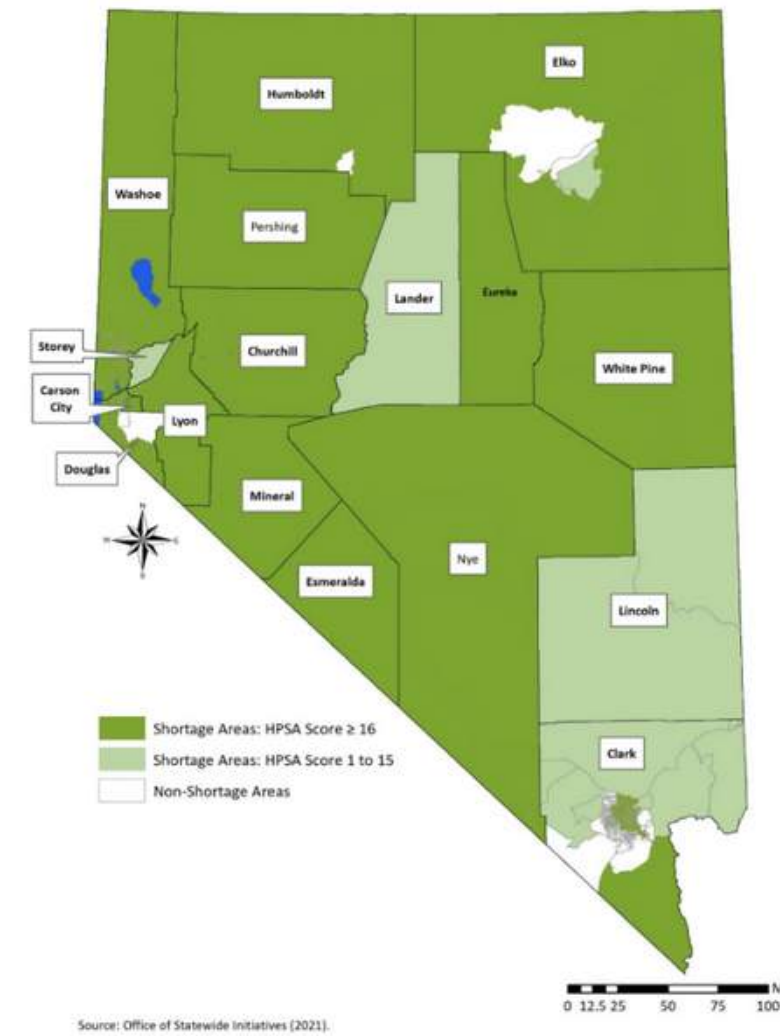 Elko
Humboldt
Washoe
Pershing
Lander
Eureka
Storey
Churchill
White Pine
Carson
City
Lyon
Douglas
Mineral
N
S
Nye
Esmeralda
Lincoln
Shortage Areas: HPSA Score ≥ 16
Shortage Areas: HPSA Score 1 to 15
Non-Shortage Areas
Clark
0 12.5 25 50 75 100
Source: Office of Statewide Initiatives (2021).